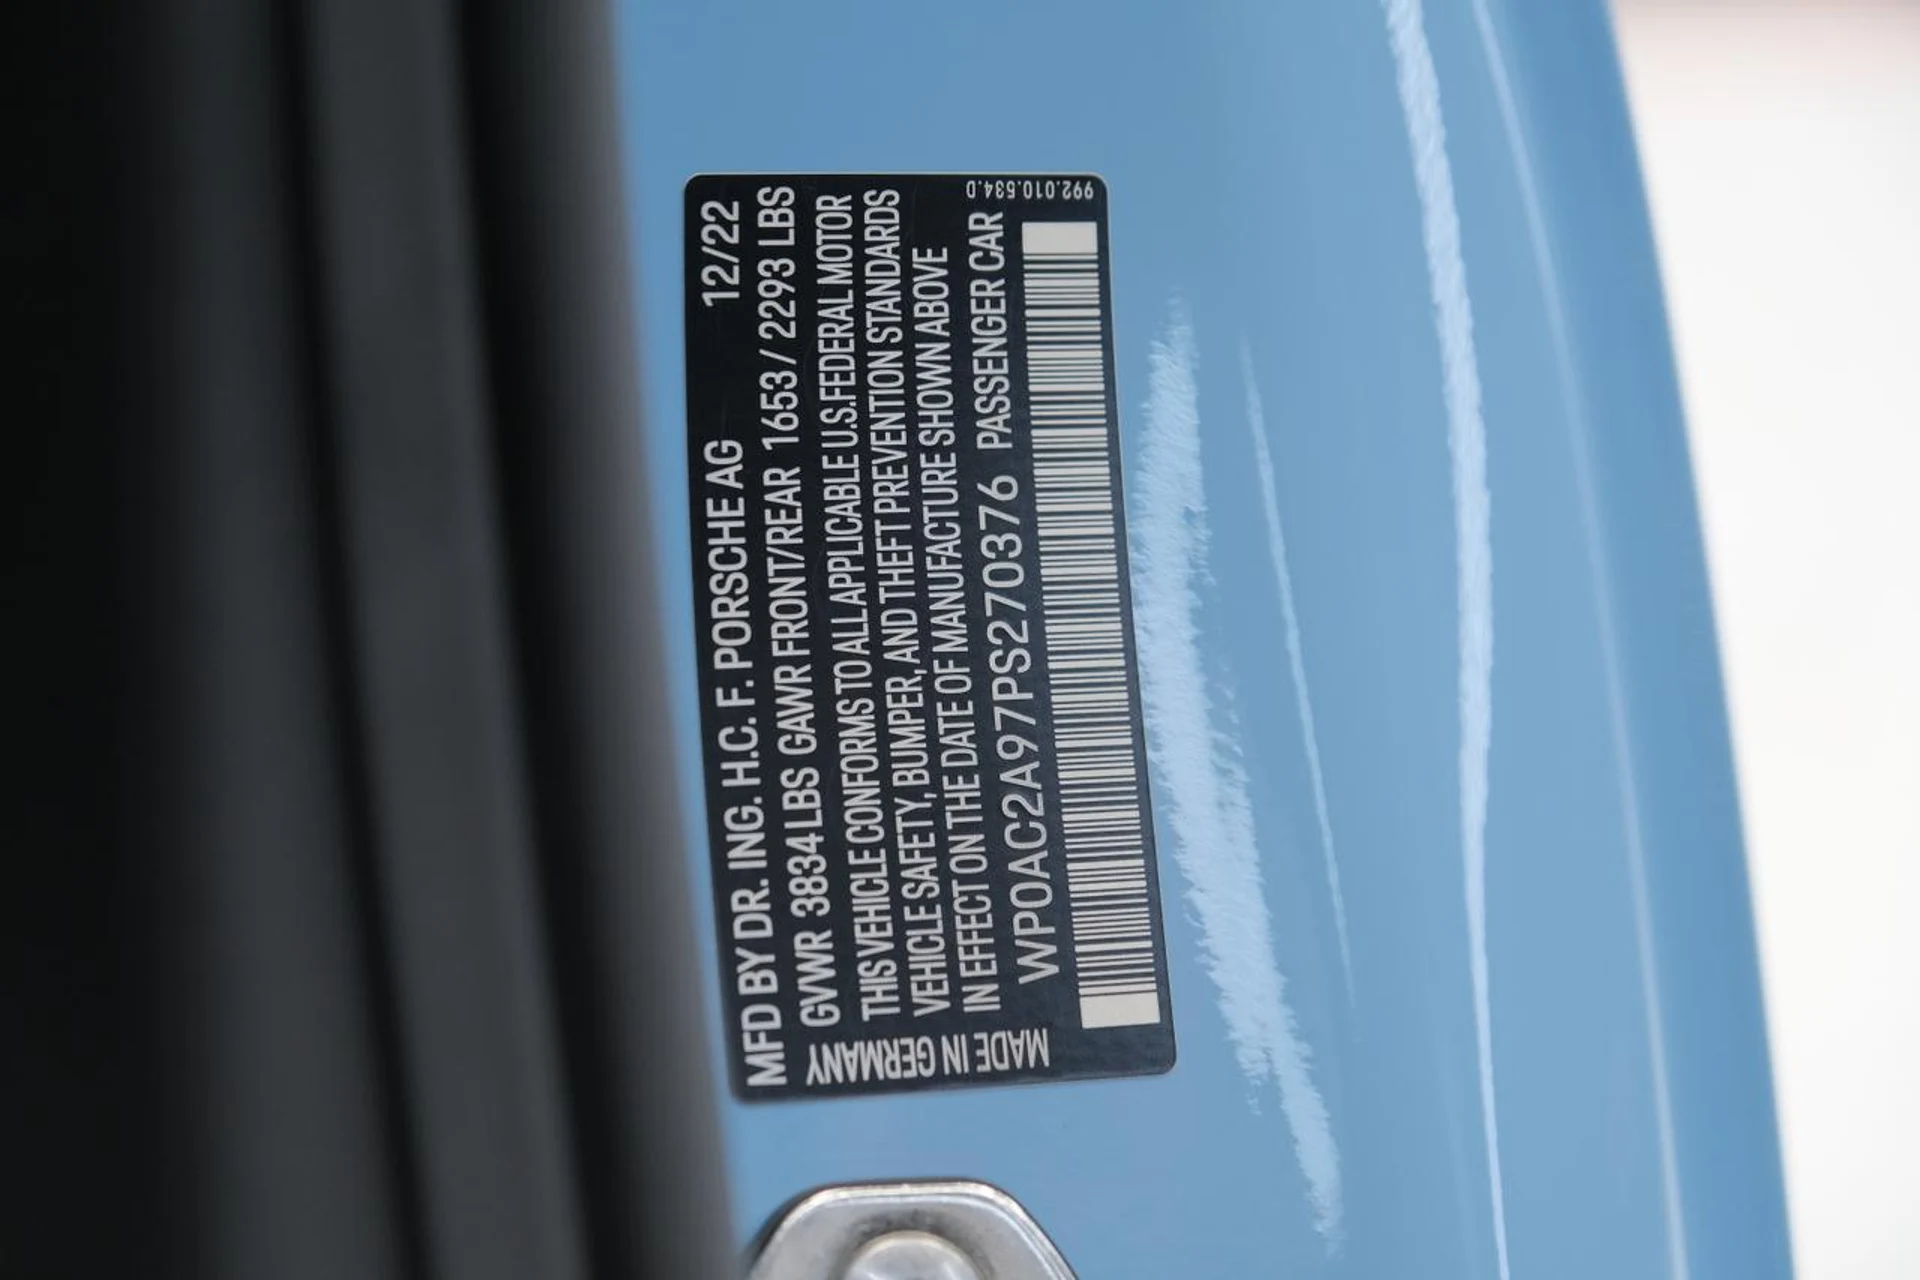 MFD BY DR. ING. H.C. F. PORSCHE AG 12/22
GVWR 3834 LBS GAWR FRONT/REAR 1653 / 2293 LBS
THIS VEHICLE CONFORMS TO ALL APPLICABLE U.S. FEDERAL MOTOR
VEHICLE SAFETY, BUMPER, AND THEFT PREVENTION STANDARDS
IN EFFECT ON THE DATE OF MANUFACTURE SHOWN ABOVE
WP0AC2A97PS270376 PASSENGER CAR
MADE IN GERMANY
992.010.534.D